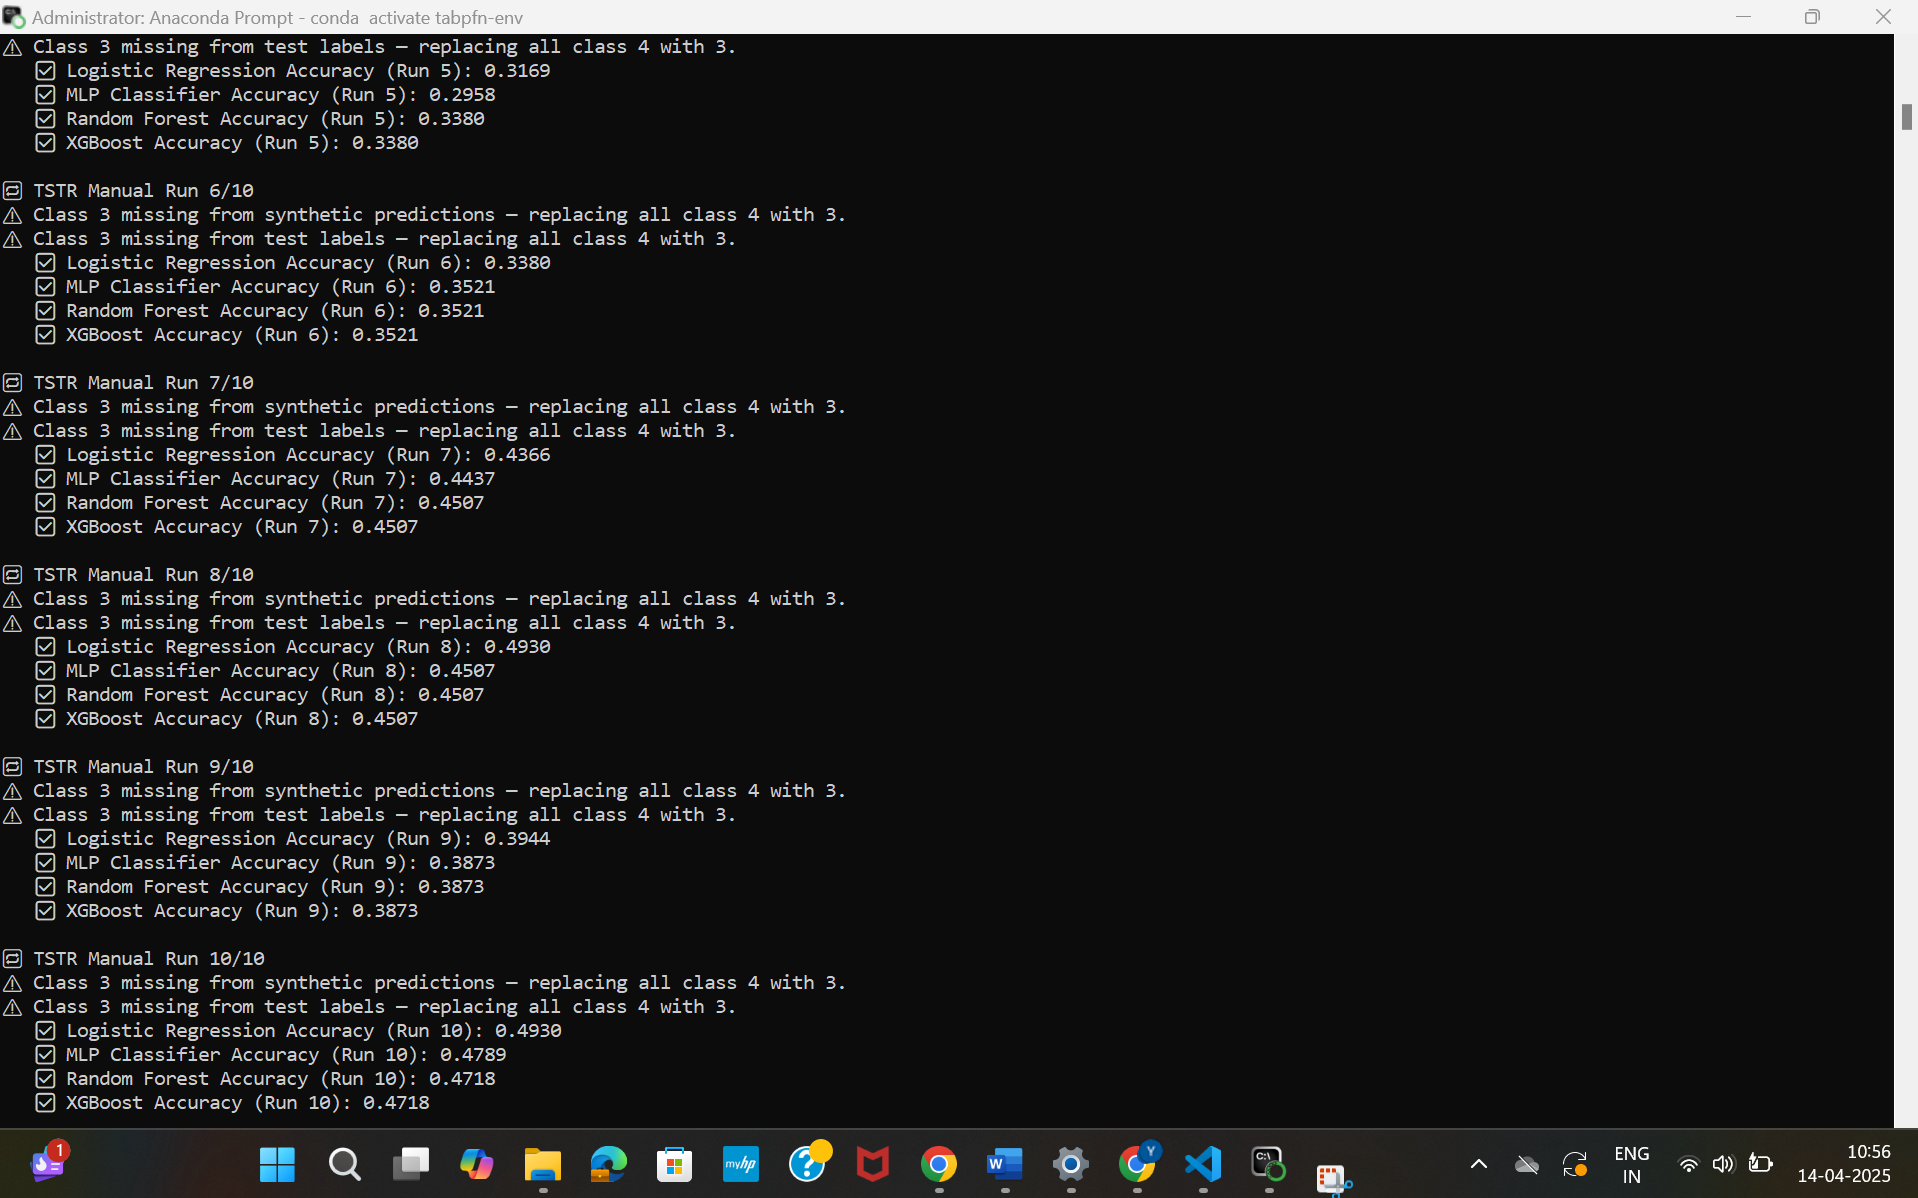 Administrator: Anaconda Prompt - conda  activate tabpfn-env
Class 3 missing from test labels — replacing all class 4 with 3.
Logistic Regression Accuracy (Run 5): 0.3169
MLP Classifier Accuracy (Run 5): 0.2958
Random Forest Accuracy (Run 5): 0.3380
XGBoost Accuracy (Run 5): 0.3380
TSTR Manual Run 6/10
Class 3 missing from synthetic predictions — replacing all class 4 with 3.
Class 3 missing from test labels — replacing all class 4 with 3.
Logistic Regression Accuracy (Run 6): 0.3380
MLP Classifier Accuracy (Run 6): 0.3521
Random Forest Accuracy (Run 6): 0.3521
XGBoost Accuracy (Run 6): 0.3521
TSTR Manual Run 7/10
Class 3 missing from synthetic predictions — replacing all class 4 with 3.
Class 3 missing from test labels — replacing all class 4 with 3.
Logistic Regression Accuracy (Run 7): 0.4366
MLP Classifier Accuracy (Run 7): 0.4437
Random Forest Accuracy (Run 7): 0.4507
XGBoost Accuracy (Run 7): 0.4507
TSTR Manual Run 8/10
Class 3 missing from synthetic predictions — replacing all class 4 with 3.
Class 3 missing from test labels — replacing all class 4 with 3.
Logistic Regression Accuracy (Run 8): 0.4930
MLP Classifier Accuracy (Run 8): 0.4507
Random Forest Accuracy (Run 8): 0.4507
XGBoost Accuracy (Run 8): 0.4507
TSTR Manual Run 9/10
Class 3 missing from synthetic predictions — replacing all class 4 with 3.
Class 3 missing from test labels — replacing all class 4 with 3.
Logistic Regression Accuracy (Run 9): 0.3944
MLP Classifier Accuracy (Run 9): 0.3873
Random Forest Accuracy (Run 9): 0.3873
XGBoost Accuracy (Run 9): 0.3873
TSTR Manual Run 10/10
Class 3 missing from synthetic predictions — replacing all class 4 with 3.
Class 3 missing from test labels — replacing all class 4 with 3.
Logistic Regression Accuracy (Run 10): 0.4930
MLP Classifier Accuracy (Run 10): 0.4789
Random Forest Accuracy (Run 10): 0.4718
XGBoost Accuracy (Run 10): 0.4718
1
myhp
W
Y
C:\
ENG
IN
10:56
14-04-2025